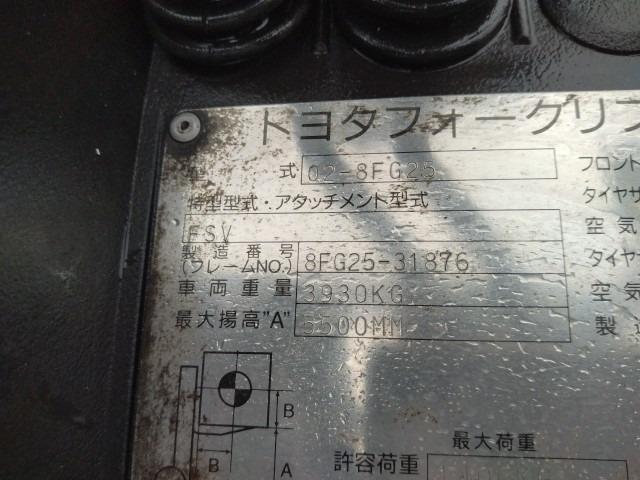 トヨタフォークリフ
型式 02-8FG25
特型型式・アタッチメント型式
FSV
製造番号
(フレームNO.) 8FG25-31876
車両重量 3930KG
最大揚高"A" 5500MM
フロント
タイヤサ
空気
タイヤ
空気
製
B
B
A
最大荷重
許容荷重